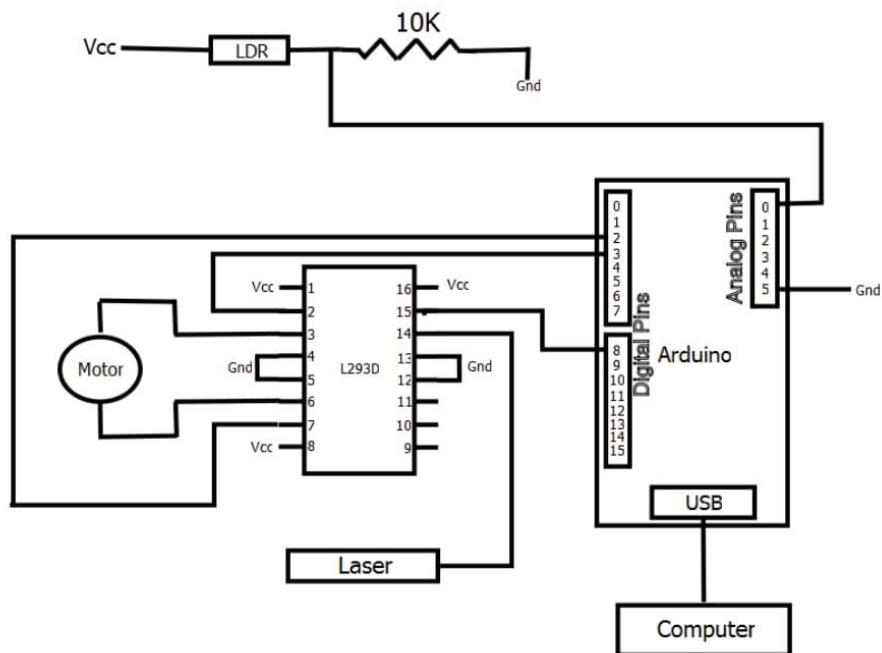 10K
Vcc
LDR
Gnd
0
1
2
3
4
5
6
7
Digital Pins
8
9
10
11
12
13
14
15
Arduino
Analog Pins
0
1
2
3
4
5
Gnd
USB
Computer
Vcc
1
2
3
4
5
6
7
8
Gnd
Vcc
L293D
16
15
14
13
12
11
10
9
Vcc
Gnd
Motor
Laser